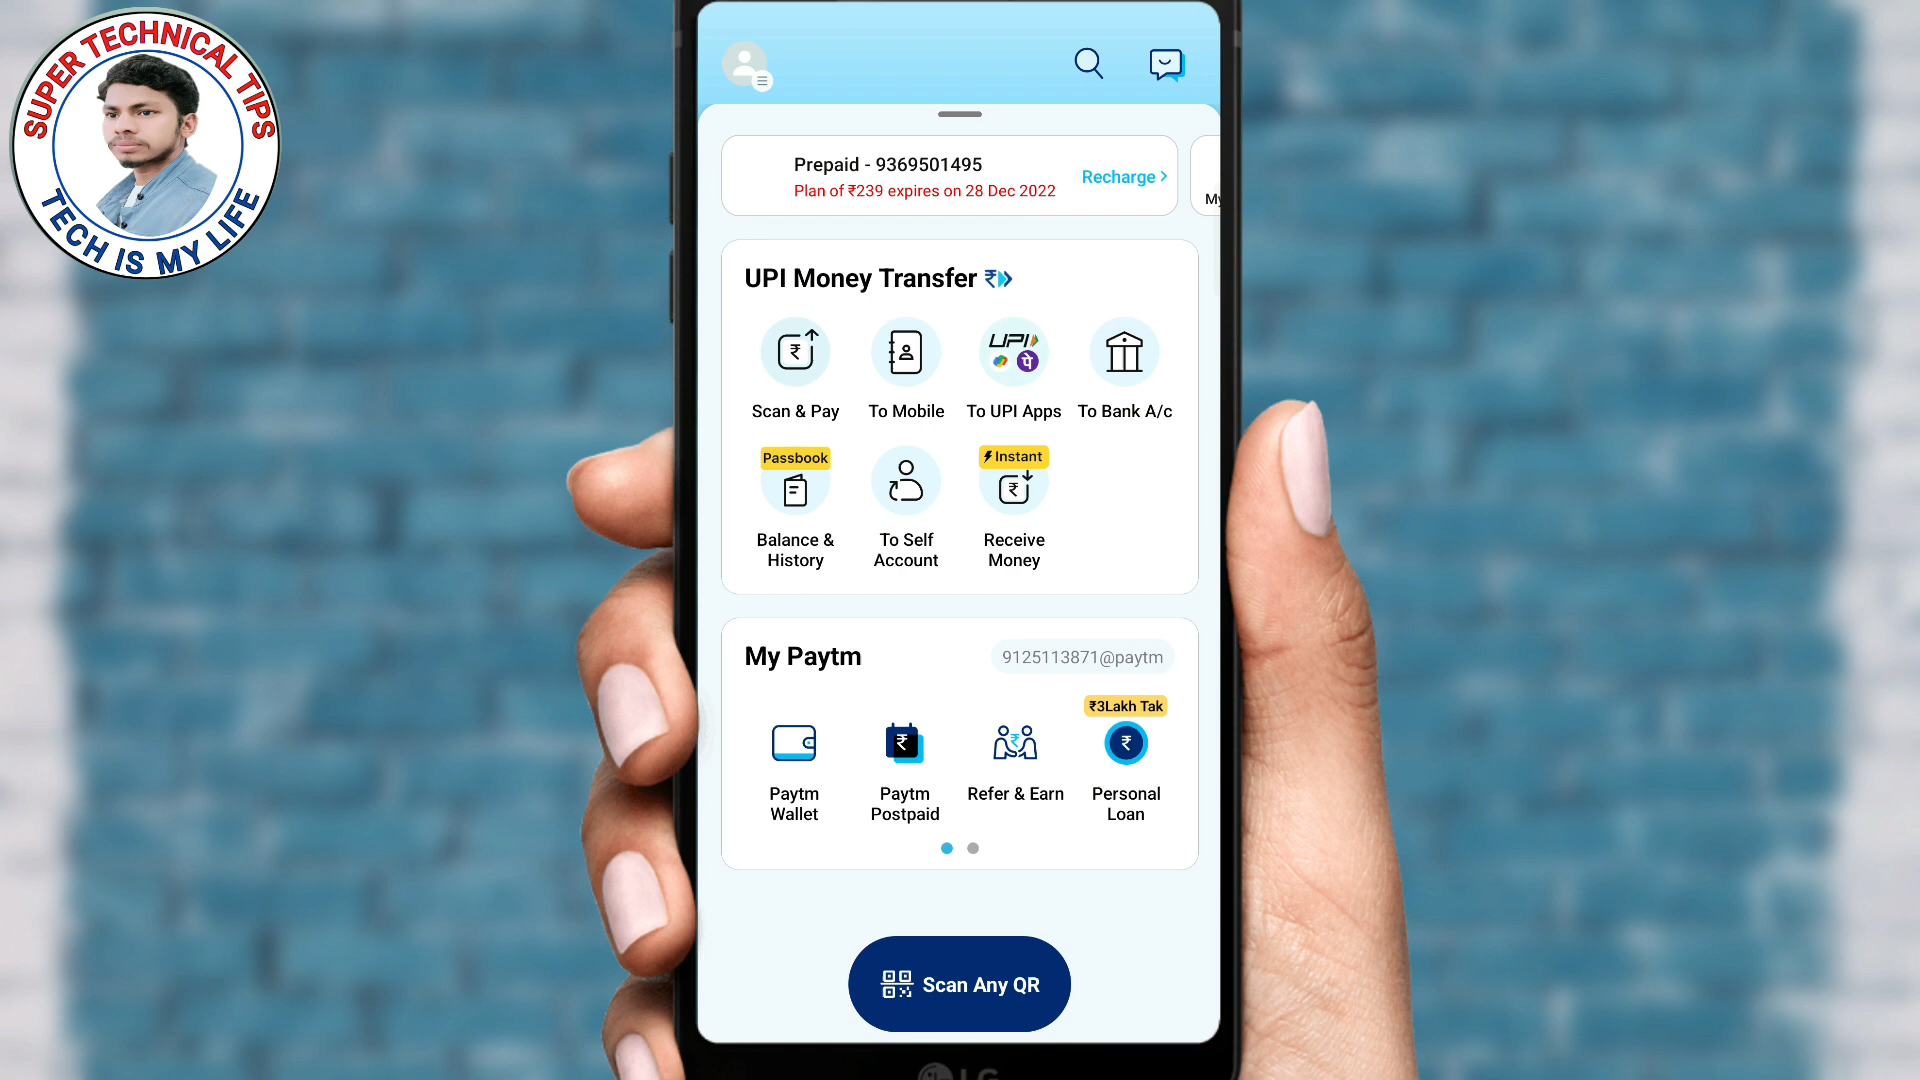 SUPER TECHNICAL TIPS
TECH IS MY LIFE
Prepaid - 9369501495
Plan of ₹239 expires on 28 Dec 2022
Recharge >
My
UPI Money Transfer ₹
₹
UPI
पे
Scan & Pay
To Mobile
To UPI Apps
To Bank A/c
Passbook
Instant
₹
Balance & History
To Self Account
Receive Money
My Paytm
9125113871@paytm
₹3Lakh Tak
₹
₹
₹
Paytm Wallet
Paytm Postpaid
Refer & Earn
Personal Loan
Scan Any QR
LG